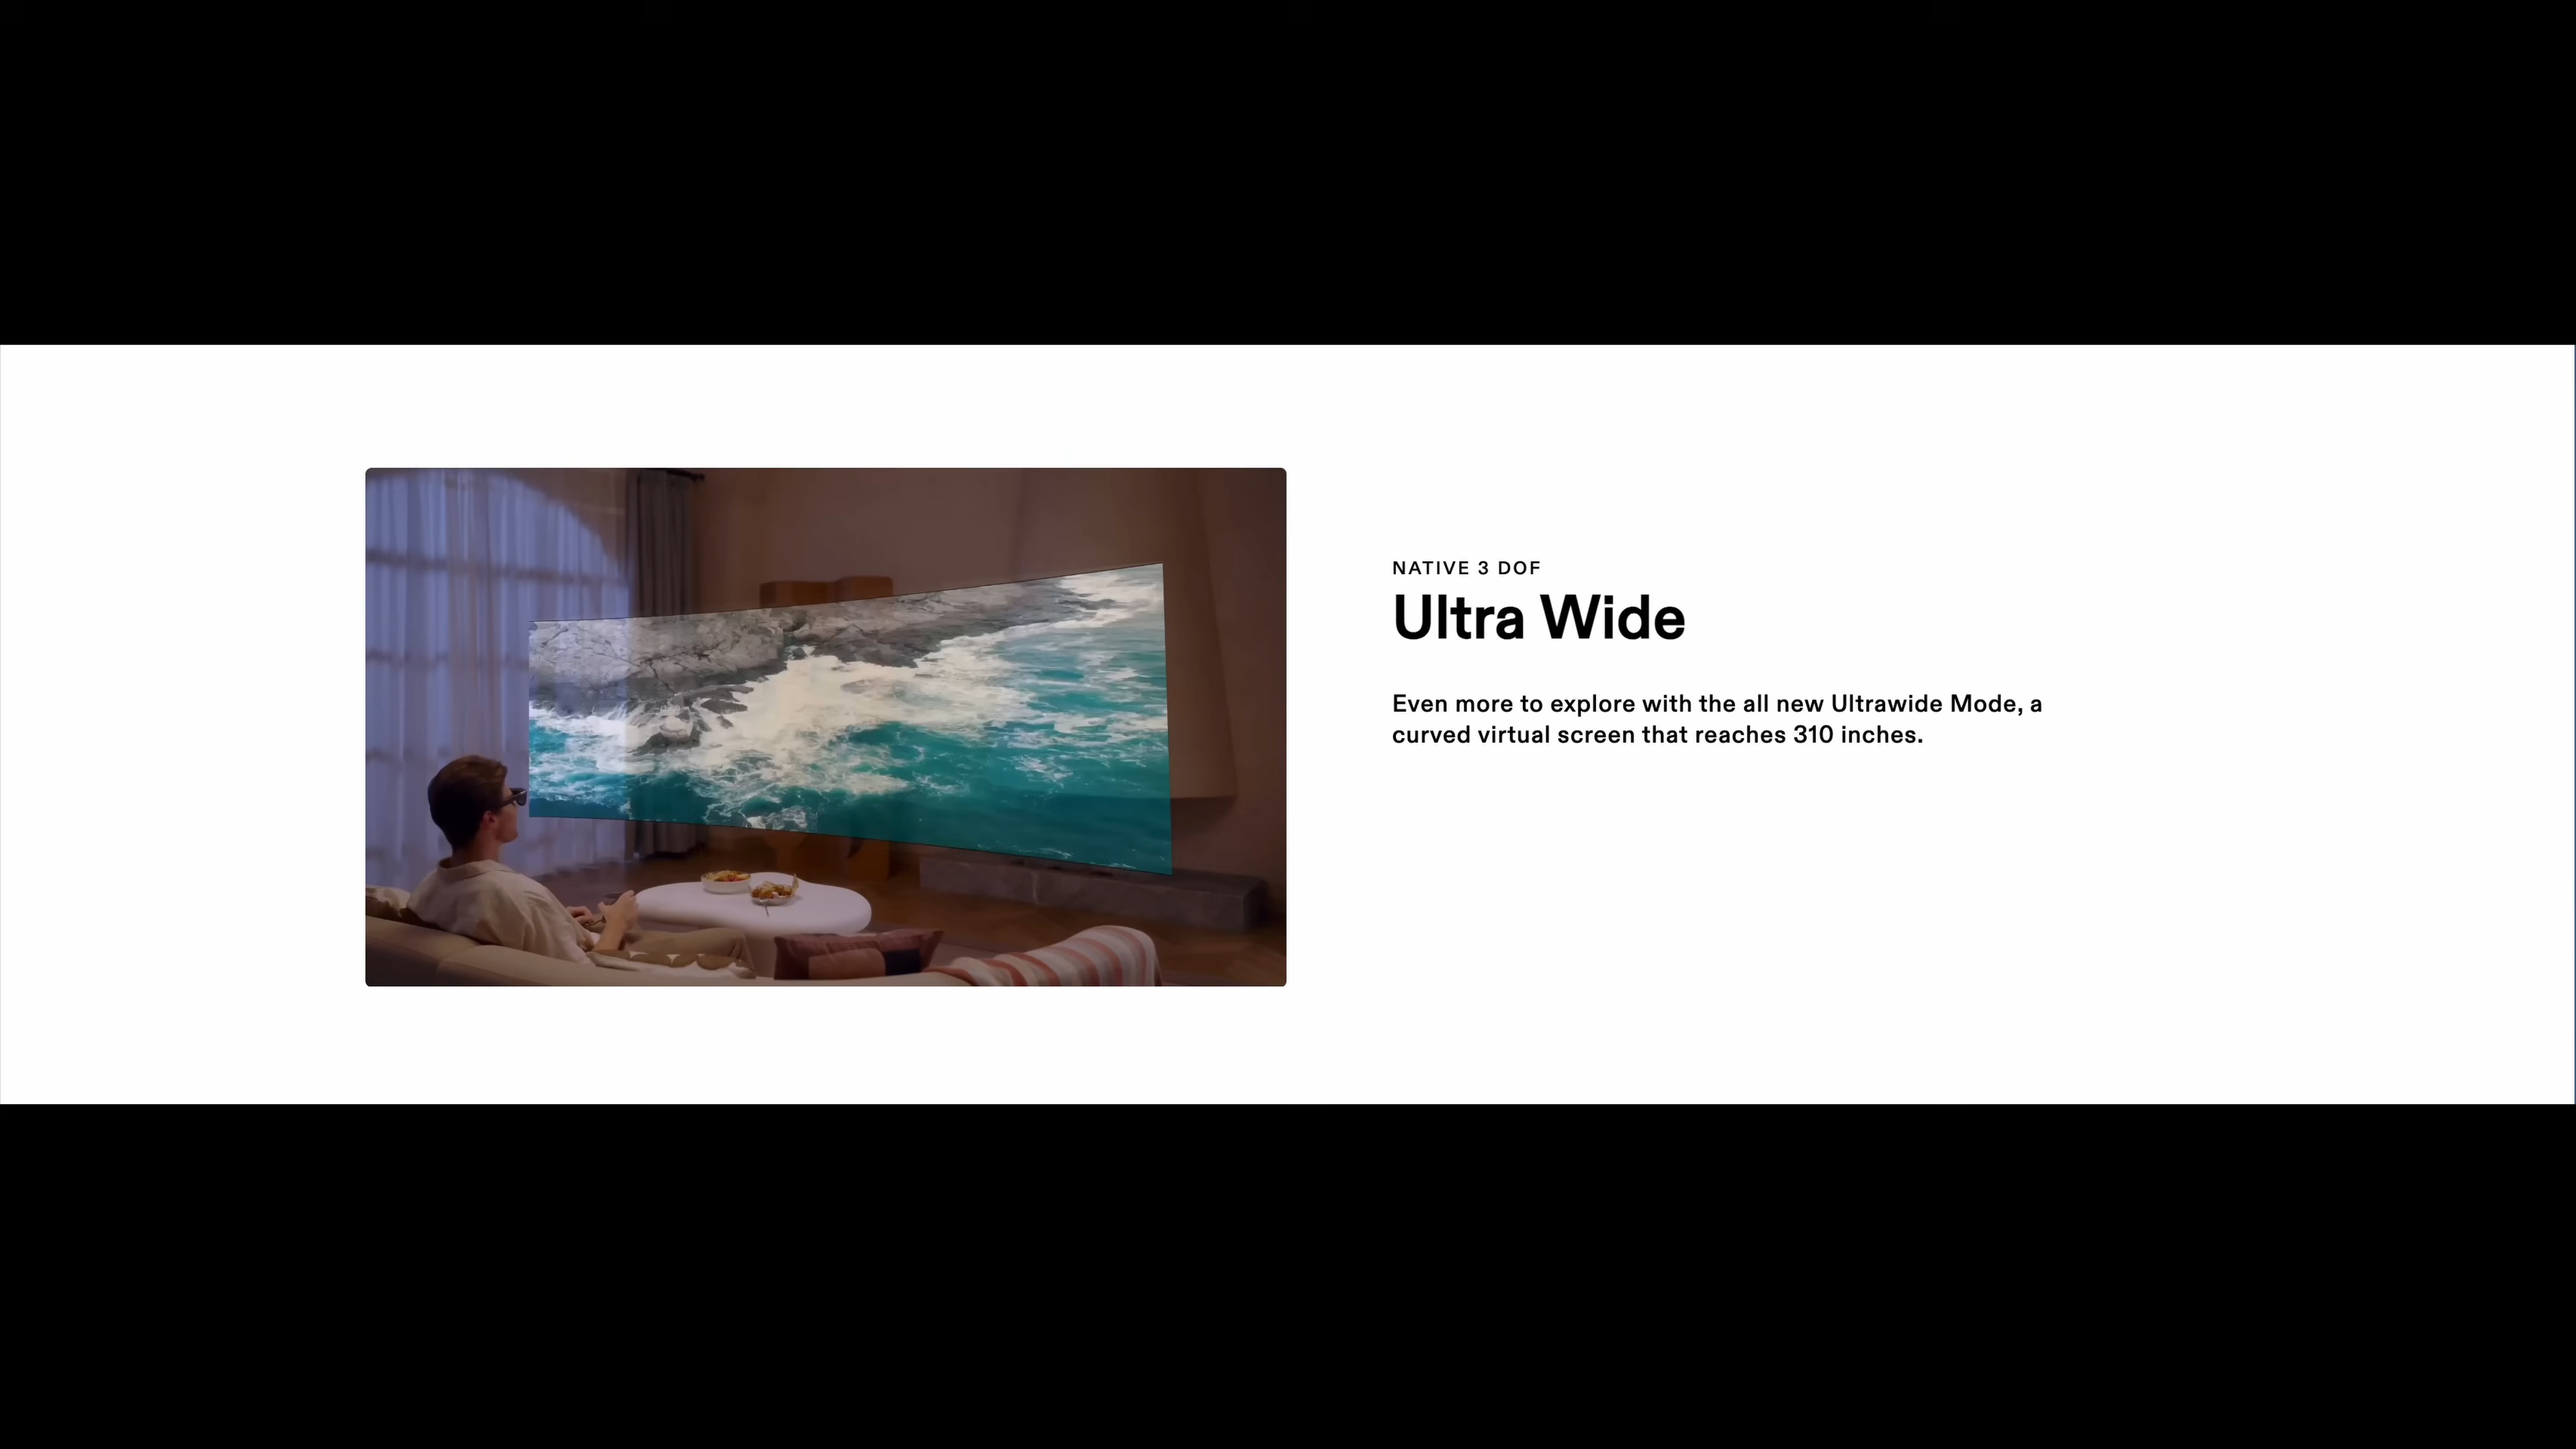 NATIVE 3 DOF
Ultra Wide
Even more to explore with the all new Ultrawide Mode, a
curved virtual screen that reaches 310 inches.